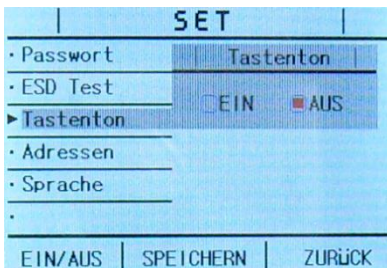 SET
· Passwort
Tastenton
· ESD Test
EIN AUS
▶ Tastenton
· Adressen
· Sprache
·
EIN/AUS SPEICHERN ZURÜCK